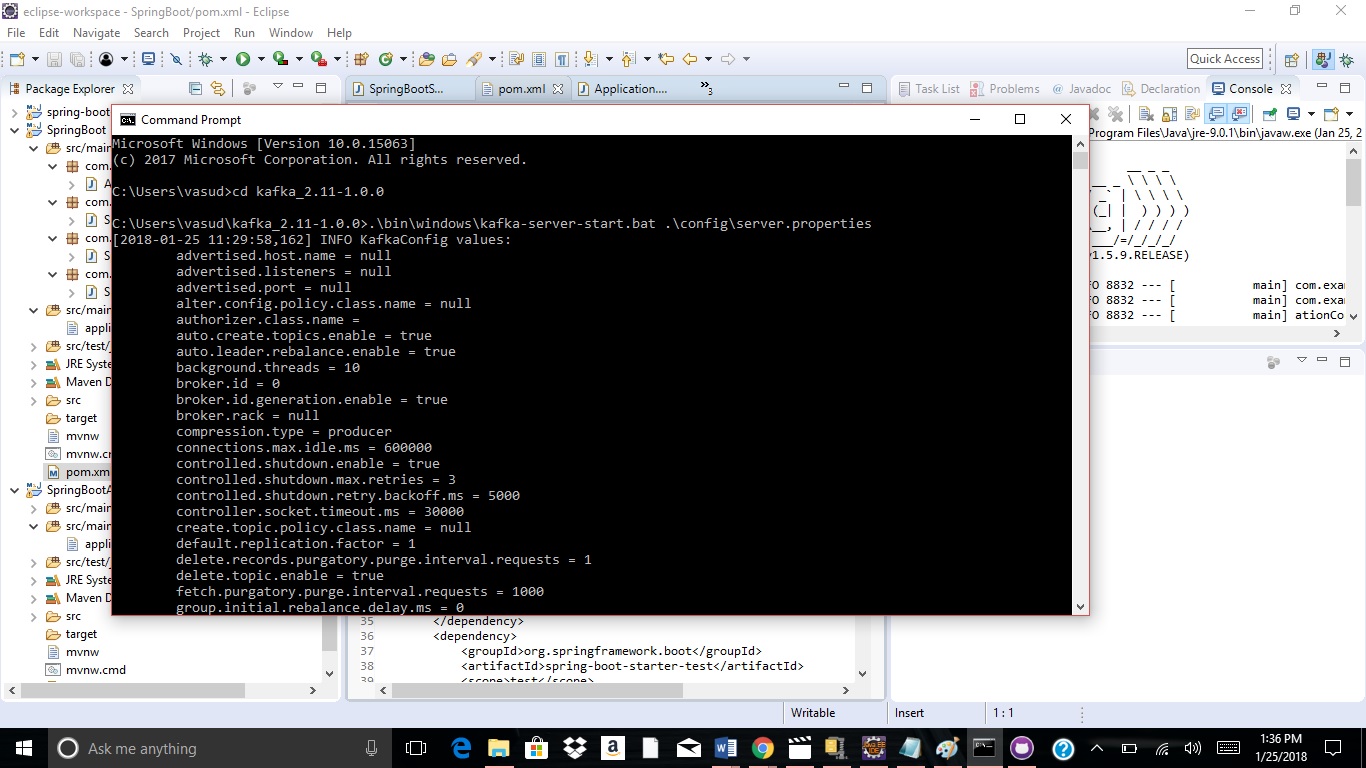 eclipse-workspace - SpringBoot/pom.xml - Eclipse
File Edit Navigate Search Project Run Window Help
Quick Access
Package Explorer
SpringBootS... pom.xml Application.... »3
Task List Problems @ Javadoc Declaration Console
spring-boot
SpringBoot
src/main
com.
com.
com.
com.
src/main
appli
src/test/
JRE Syste
Maven D
src
target
mvnw
mvnw.c
pom.xm
SpringBootA
src/main
src/main
appli
src/test/
JRE Syste
Maven D
src
target
mvnw
mvnw.cmd
Command Prompt
Microsoft Windows [Version 10.0.15063]
(c) 2017 Microsoft Corporation. All rights reserved.
C:\Users\vasud>cd kafka_2.11-1.0.0
C:\Users\vasud\kafka_2.11-1.0.0>.\bin\windows\kafka-server-start.bat .\config\server.properties
[2018-01-25 11:29:58,162] INFO KafkaConfig values:
advertised.host.name = null
advertised.listeners = null
advertised.port = null
alter.config.policy.class.name = null
authorizer.class.name =
auto.create.topics.enable = true
auto.leader.rebalance.enable = true
background.threads = 10
broker.id = 0
broker.id.generation.enable = true
broker.rack = null
compression.type = producer
connections.max.idle.ms = 600000
controlled.shutdown.enable = true
controlled.shutdown.max.retries = 3
controlled.shutdown.retry.backoff.ms = 5000
controller.socket.timeout.ms = 30000
create.topic.policy.class.name = null
default.replication.factor = 1
delete.records.purgatory.purge.interval.requests = 1
delete.topic.enable = true
fetch.purgatory.purge.interval.requests = 1000
group.initial.rebalance.delay.ms = 0
Program Files\Java\jre-9.0.1\bin\javaw.exe (Jan 25, 2
v1.5.9.RELEASE)
FO 8832 --- [ main] com.exa
FO 8832 --- [ main] com.exa
FO 8832 --- [ main] ationCo
35 </dependency>
36 <dependency>
37 <groupId>org.springframework.boot</groupId>
38 <artifactId>spring-boot-starter-test</artifactId>
39 <scope>test</scope>
Writable Insert 1 : 1
Ask me anything
1:36 PM
1/25/2018